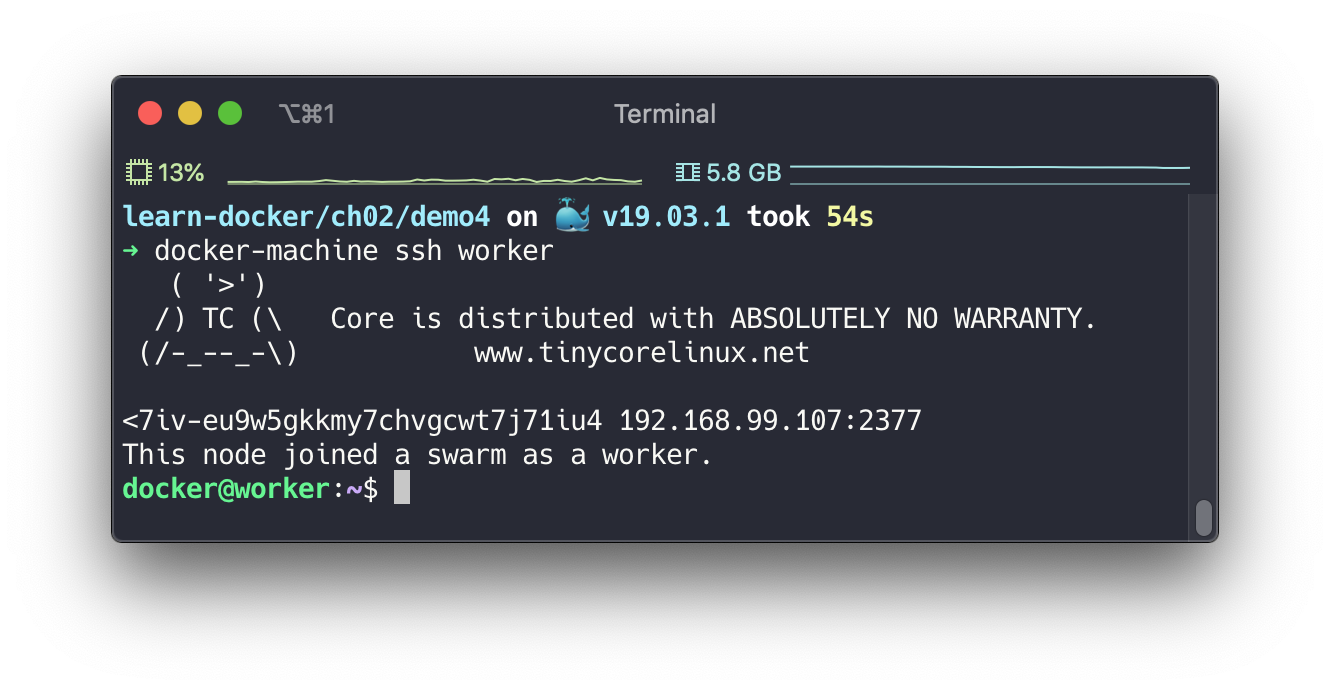 ⌥⌘1 Terminal
13% 5.8 GB
learn-docker/ch02/demo4 on 🐳 v19.03.1 took 54s
➜ docker-machine ssh worker
   ( '>')
  /) TC (\   Core is distributed with ABSOLUTELY NO WARRANTY.
 (/-_--_-\)           www.tinycorelinux.net

<7iv-eu9w5gkkmy7chvgcwt7j71iu4 192.168.99.107:2377
This node joined a swarm as a worker.
docker@worker:~$